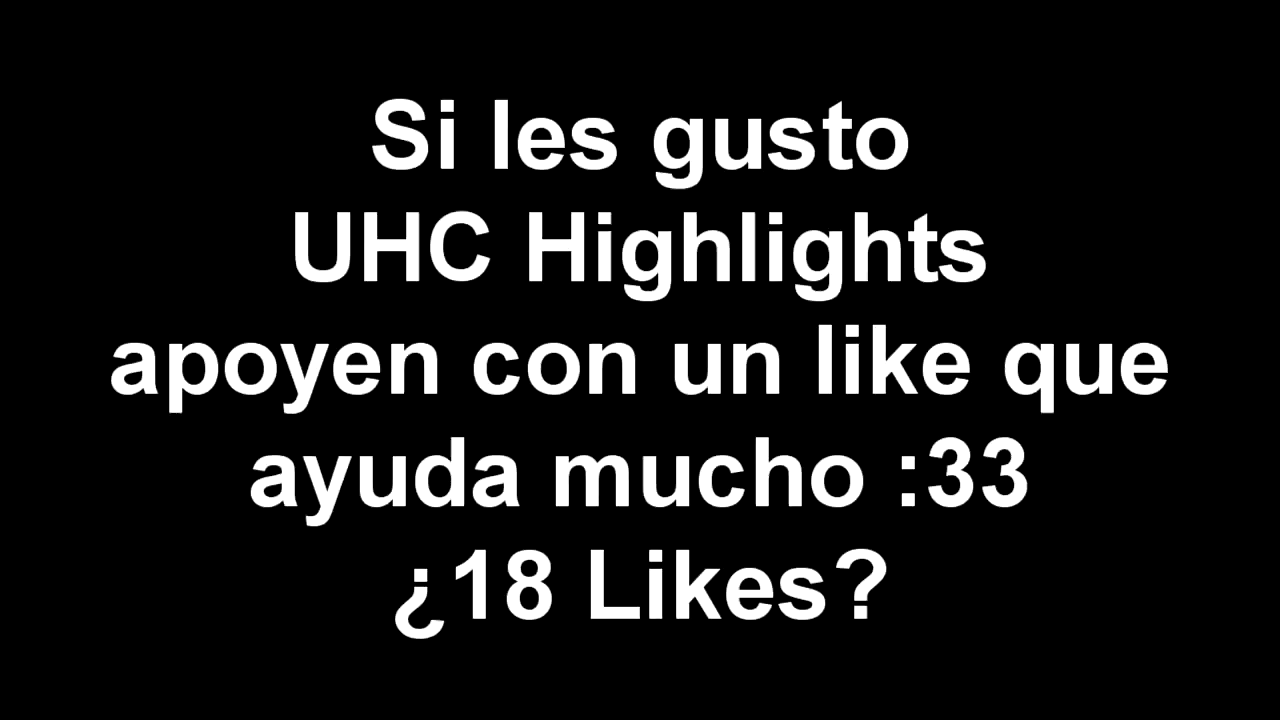 Si les gusto
UHC Highlights
apoyen con un like que
ayuda mucho :33
¿18 Likes?